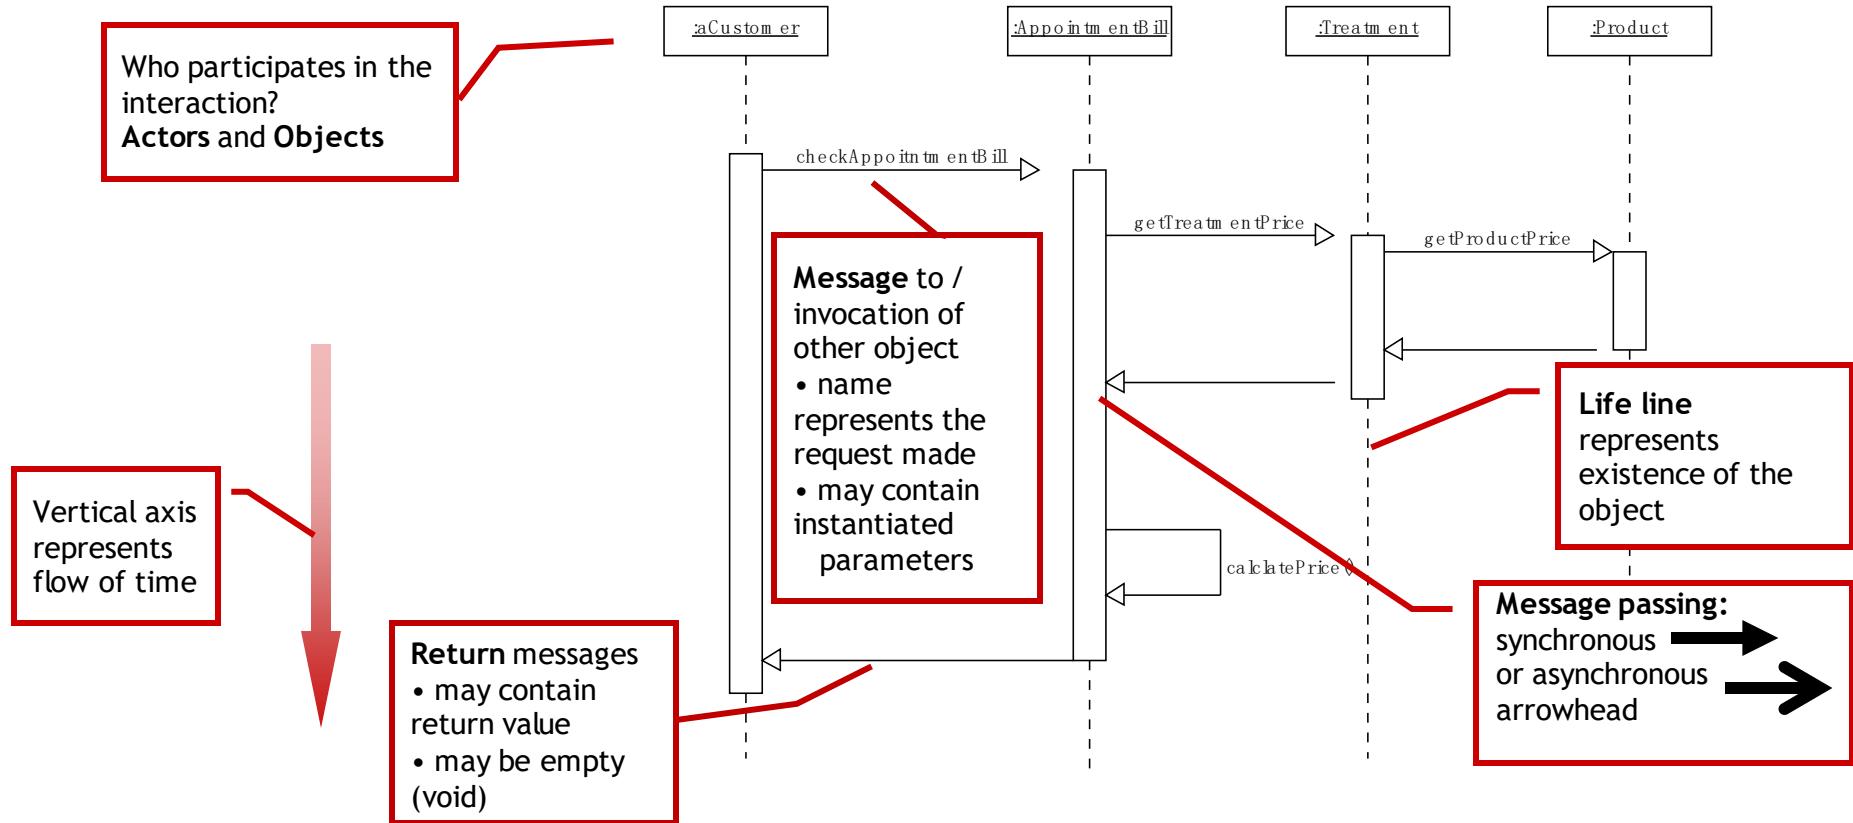 :aCustomer
:AppointmentBill
:Treatment
:Product
Who participates in the
interaction?
Actors and Objects
checkAppoitntmentBill
getTreatmentPrice
getProductPrice
Message to /
invocation of
other object
• name
represents the
request made
• may contain
instantiated
parameters
Life line
represents
existence of the
object
Vertical axis
represents
flow of time
calclatePrice()
Message passing:
synchronous
or asynchronous
arrowhead
Return messages
• may contain
return value
• may be empty
(void)